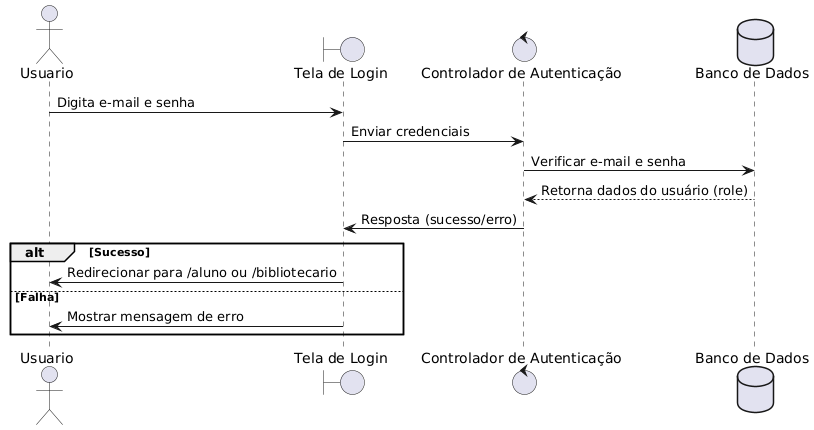 Usuario
Tela de Login
Controlador de Autenticação
Banco de Dados
Digita e-mail e senha
Enviar credenciais
Verificar e-mail e senha
Retorna dados do usuário (role)
Resposta (sucesso/erro)
alt [Sucesso]
Redirecionar para /aluno ou /bibliotecario
[Falha]
Mostrar mensagem de erro
Usuario
Tela de Login
Controlador de Autenticação
Banco de Dados